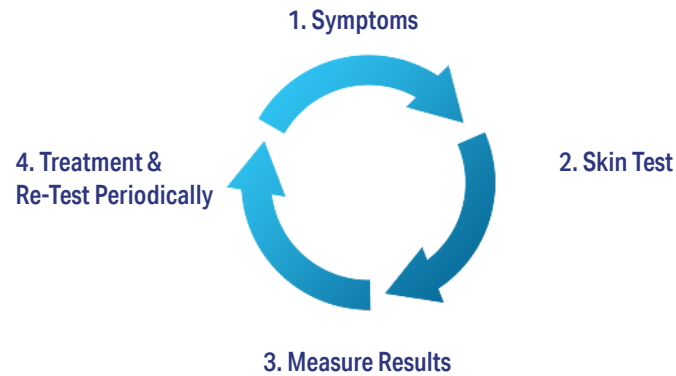 1. Symptoms
2. Skin Test
3. Measure Results
4. Treatment &
Re-Test Periodically